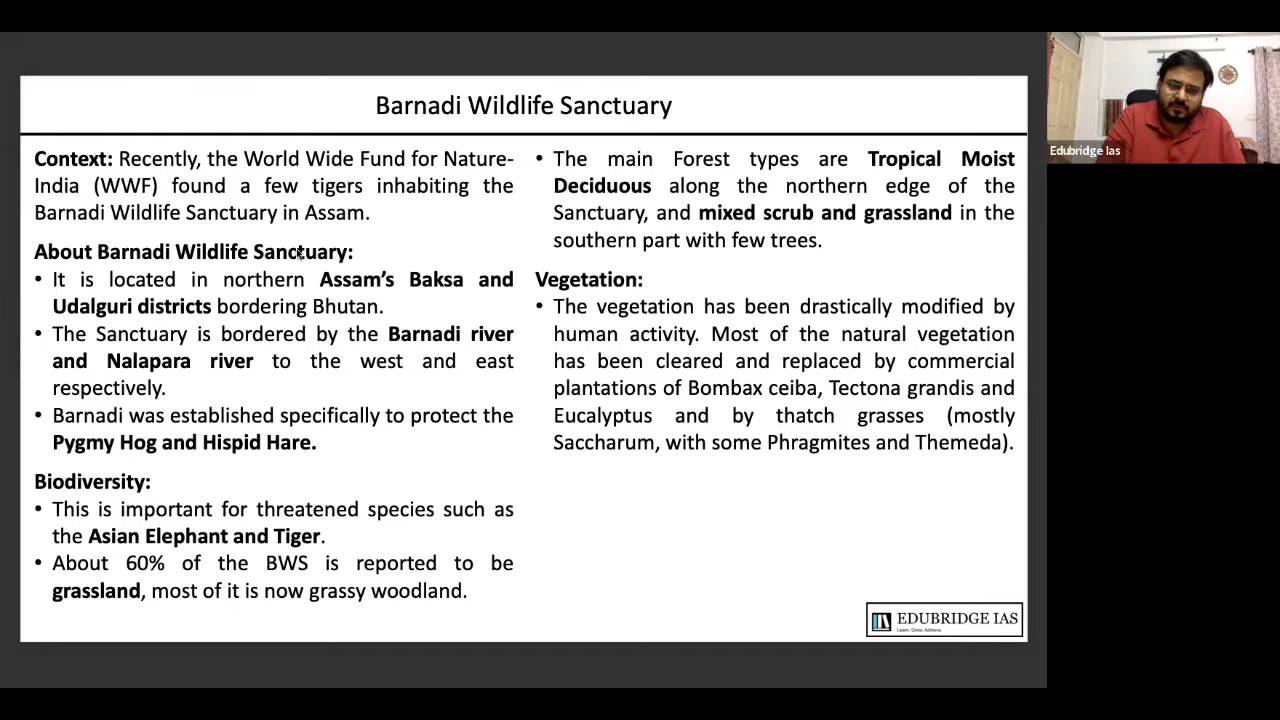 Barnadi Wildlife Sanctuary
Context: Recently, the World Wide Fund for Nature-
India (WWF) found a few tigers inhabiting the
Barnadi Wildlife Sanctuary in Assam.
About Barnadi Wildlife Sanctuary:
• It is located in northern Assam's Baksa and
Udalguri districts bordering Bhutan.
• The Sanctuary is bordered by the Barnadi river
and Nalapara river to the west and east
respectively.
• Barnadi was established specifically to protect the
Pygmy Hog and Hispid Hare.
Biodiversity:
• This is important for threatened species such as
the Asian Elephant and Tiger.
• About 60% of the BWS is reported to be
grassland, most of it is now grassy woodland.
• The main Forest types are Tropical Moist
Deciduous along the northern edge of the
Sanctuary, and mixed scrub and grassland in the
southern part with few trees.
Vegetation:
• The vegetation has been drastically modified by
human activity. Most of the natural vegetation
has been cleared and replaced by commercial
plantations of Bombax ceiba, Tectona grandis and
Eucalyptus and by thatch grasses (mostly
Saccharum, with some Phragmites and Themeda).
EDUBRIDGE IAS
Learn. Grow. Achieve.
Edubridge Ias